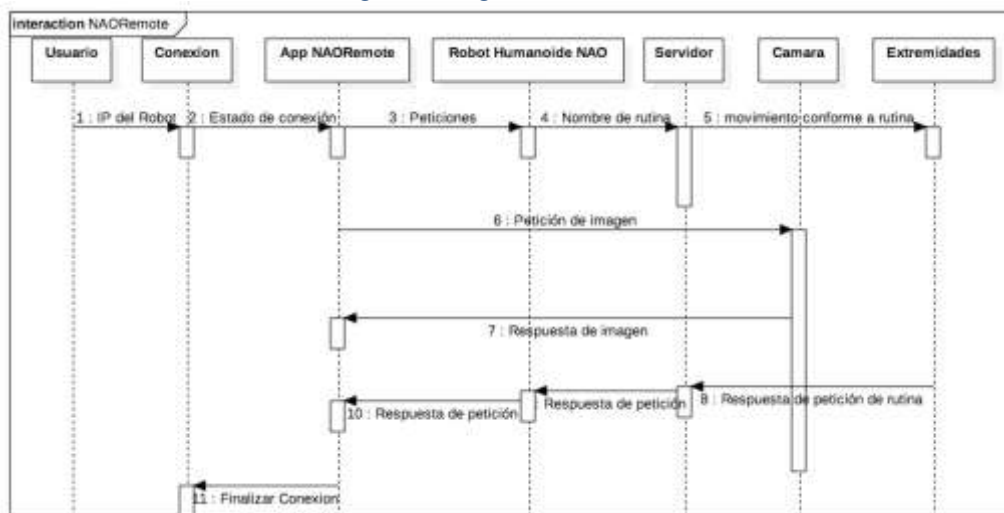 interaction NAORemote
Usuario
Conexion
App NAORemote
Robot Humanoide NAO
Servidor
Camara
Extremidades
1 : IP del Robot
2 : Estado de conexión
3 : Peticiones
4 : Nombre de rutina
5 : movimiento conforme a rutina
6 : Petición de imagen
7 : Respuesta de imagen
8 : Respuesta de petición de rutina
: Respuesta de petición
10 : Respuesta de petición
11 : Finalizar Conexion